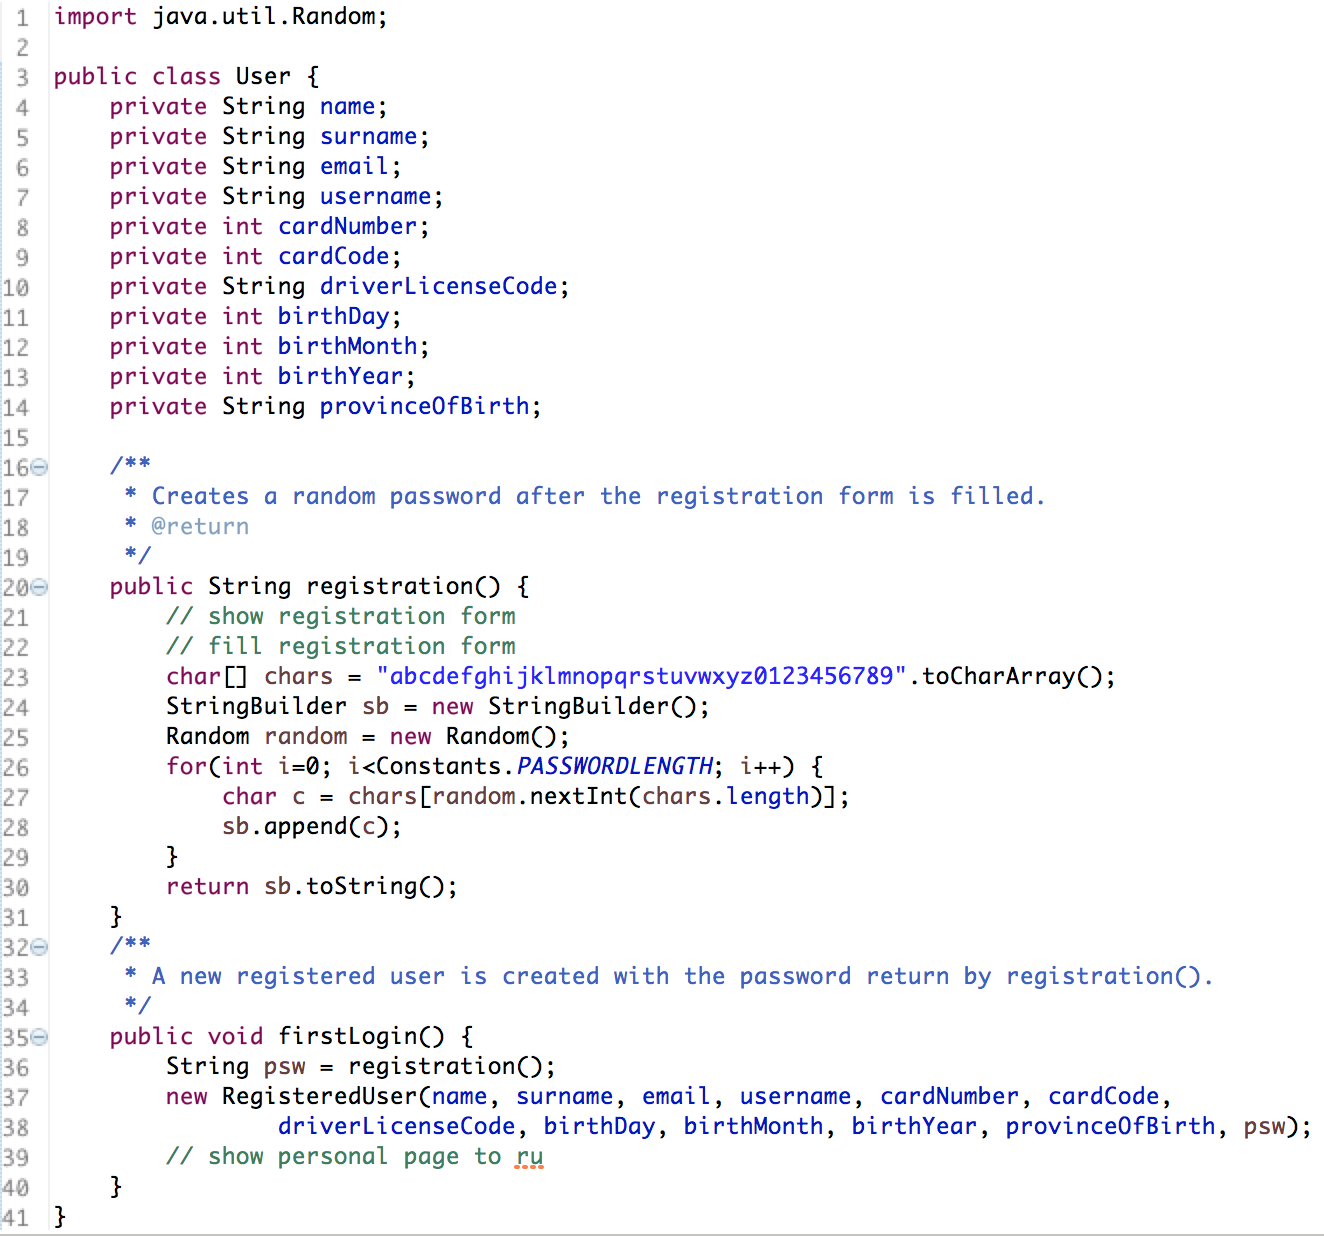 1 import java.util.Random;
2
3 public class User {
4     private String name;
5     private String surname;
6     private String email;
7     private String username;
8     private int cardNumber;
9     private int cardCode;
10     private String driverLicenseCode;
11     private int birthDay;
12     private int birthMonth;
13     private int birthYear;
14     private String provinceOfBirth;
15
16     /**
17      * Creates a random password after the registration form is filled.
18      * @return
19      */
20     public String registration() {
21         // show registration form
22         // fill registration form
23         char[] chars = "abcdefghijklmnopqrstuvwxyz0123456789".toCharArray();
24         StringBuilder sb = new StringBuilder();
25         Random random = new Random();
26         for(int i=0; i<Constants.PASSWORDLENGTH; i++) {
27             char c = chars[random.nextInt(chars.length)];
28             sb.append(c);
29         }
30         return sb.toString();
31     }
32     /**
33      * A new registered user is created with the password return by registration().
34      */
35     public void firstLogin() {
36         String psw = registration();
37         new RegisteredUser(name, surname, email, username, cardNumber, cardCode,
38                 driverLicenseCode, birthDay, birthMonth, birthYear, provinceOfBirth, psw);
39         // show personal page to ru
40     }
41 }